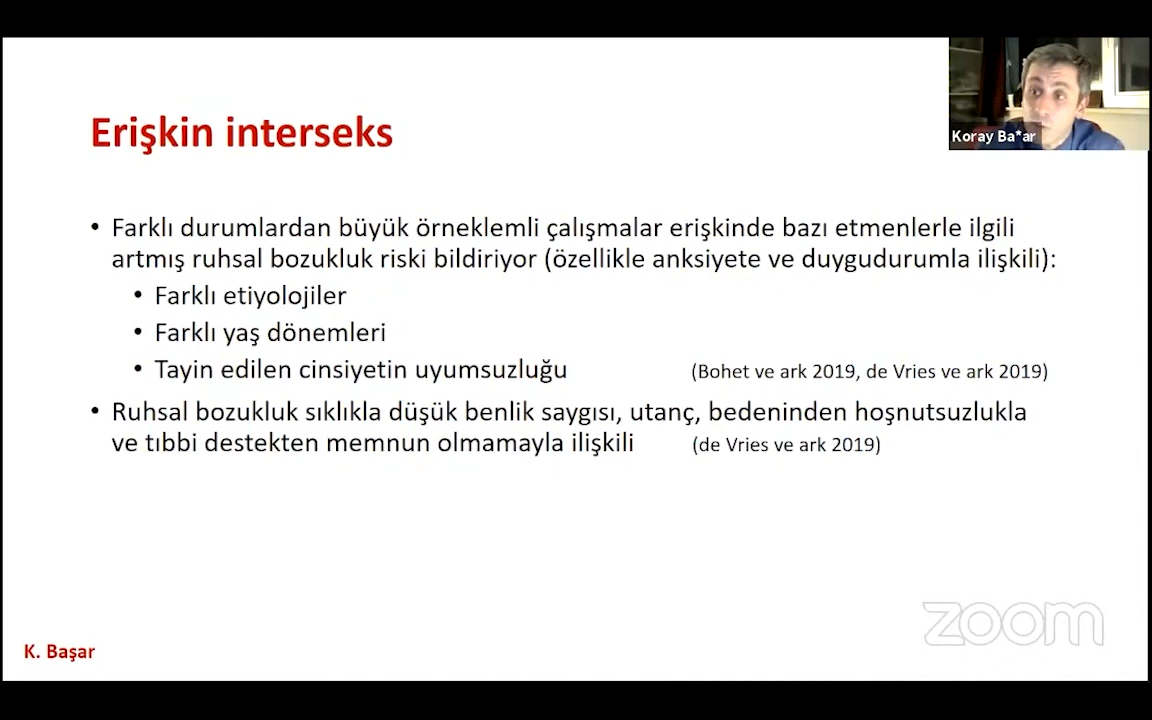 Koray Ba*ar
Erişkin interseks
• Farklı durumlardan büyük örneklemli çalışmalar erişkinde bazı etmenlerle ilgili
artmış ruhsal bozukluk riski bildiriyor (özellikle anksiyete ve duygudurumla ilişkili):
• Farklı etiyolojiler
• Farklı yaş dönemleri
• Tayin edilen cinsiyetin uyumsuzluğu (Bohet ve ark 2019, de Vries ve ark 2019)
• Ruhsal bozukluk sıklıkla düşük benlik saygısı, utanç, bedeninden hoşnutsuzlukla
ve tıbbi destekten memnun olmamayla ilişkili (de Vries ve ark 2019)
zoom
K. Başar